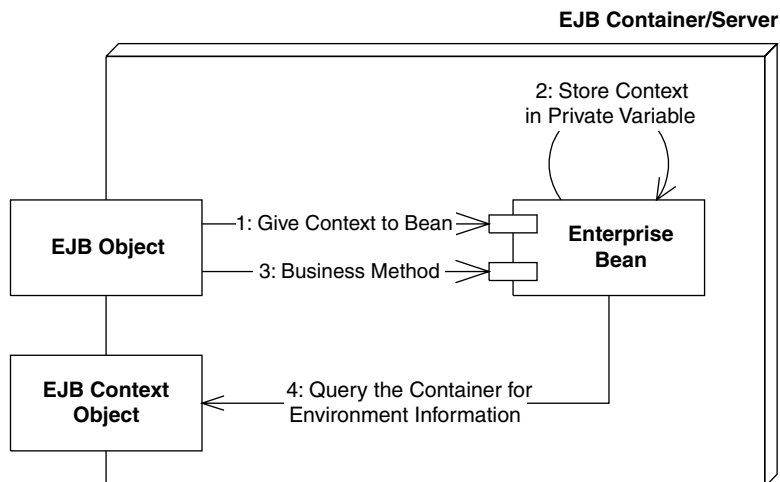 EJB Container/Server
2: Store Context
in Private Variable
1: Give Context to Bean
EJB Object
Enterprise
Bean
3: Business Method
EJB Context
Object
4: Query the Container for
Environment Information